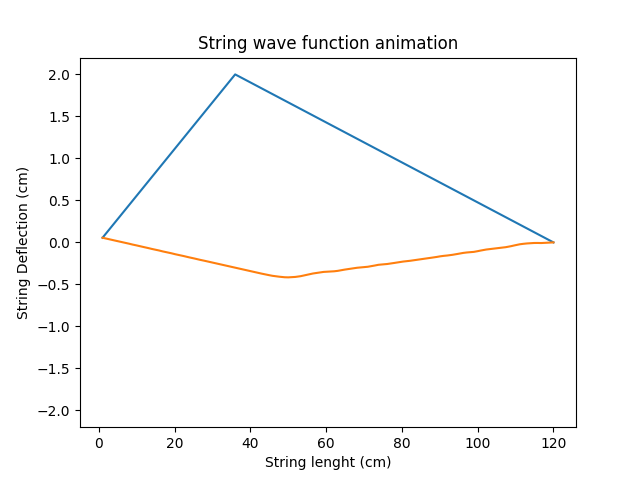 String wave function animation
2.0
1.5
1.0
0.5
0.0
−0.5
−1.0
−1.5
−2.0
String Deflection (cm)
0 20 40 60 80 100 120
String lenght (cm)